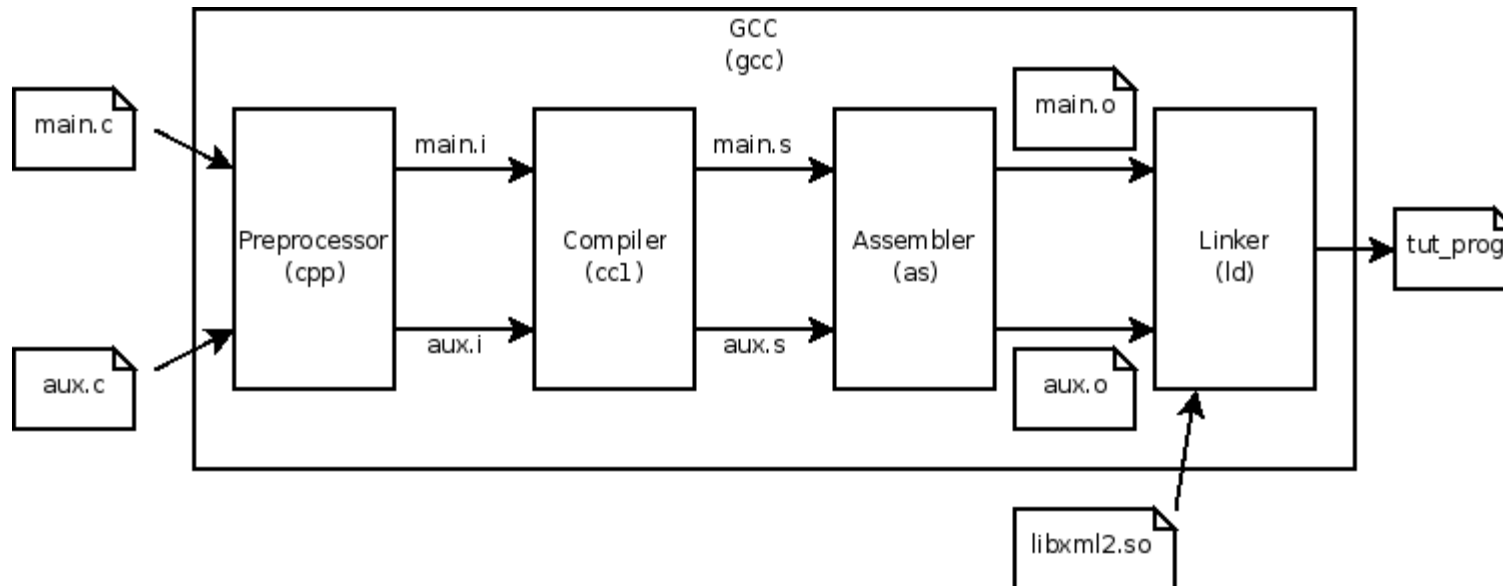 GCC
(gcc)
main.c
main.i
main.s
main.o
Preprocessor
(cpp)
Compiler
(cc1)
Assembler
(as)
Linker
(ld)
tut_prog
aux.c
aux.i
aux.s
aux.o
libxml2.so